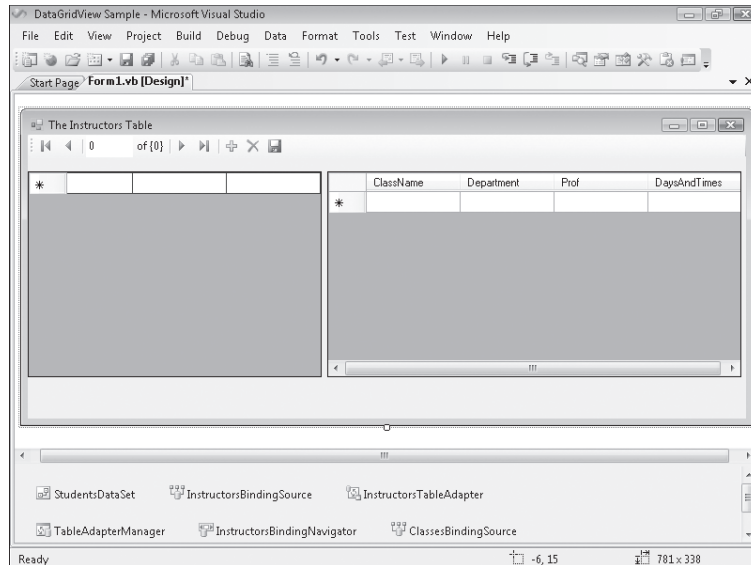 DataGridView Sample - Microsoft Visual Studio
File Edit View Project Build Debug Data Format Tools Test Window Help
Start Page Form1.vb [Design]*
The Instructors Table
0 of {0}
ClassName Department Prof DaysAndTimes
StudentsDataSet InstructorsBindingSource InstructorsTableAdapter
TableAdapterManager InstructorsBindingNavigator ClassesBindingSource
Ready -6, 15 781 x 338